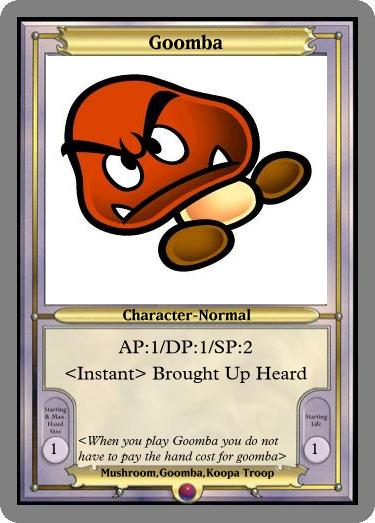 Goomba
Character-Normal
AP:1/DP:1/SP:2
<Instant> Brought Up Heard
Starting
& Max.
Hand
Size
1
Starting
Life
1
<When you play Goomba you do not
have to pay the hand cost for goomba>
Mushroom,Goomba,Koopa Troop